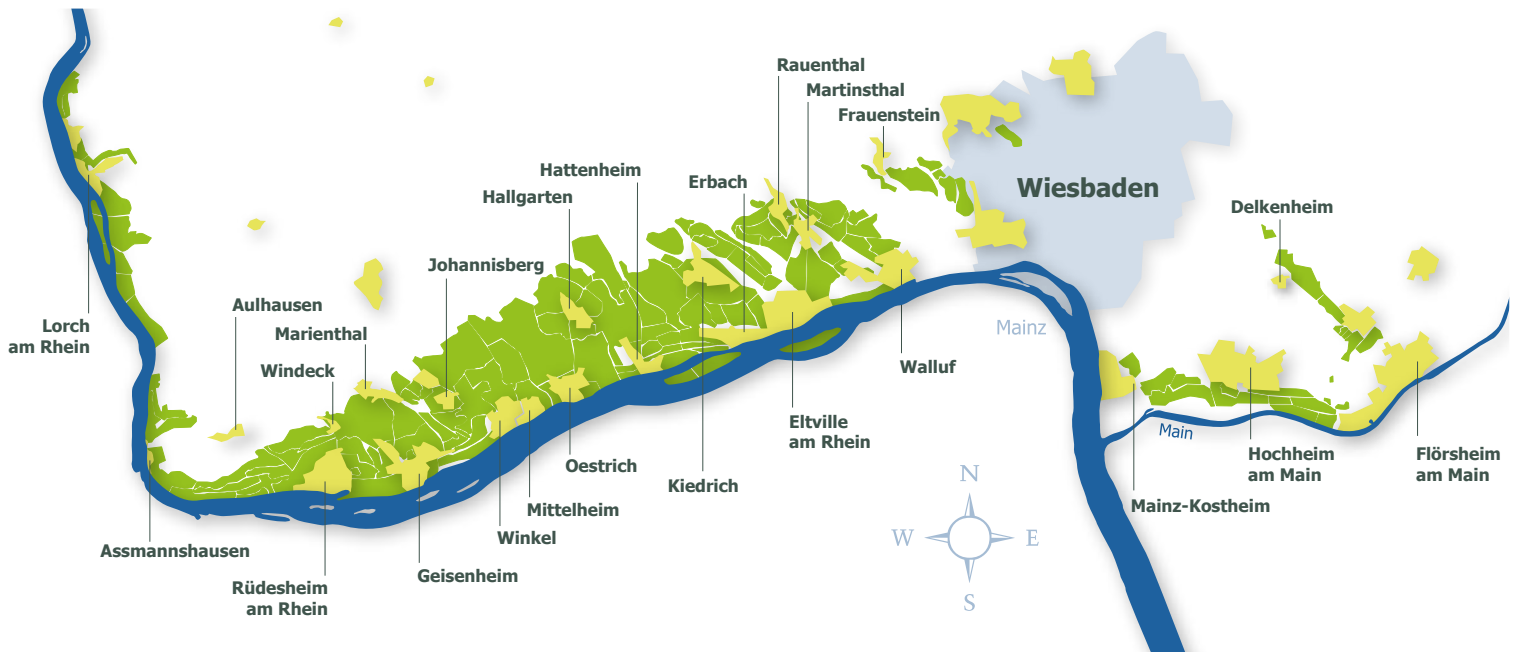 Rauenthal
Martinsthal
Frauenstein
Hattenheim
Erbach
Hallgarten
Wiesbaden
Delkenheim
Johannisberg
Aulhausen
Lorch
am Rhein
Marienthal
Mainz
Windeck
Walluf
Eltville
am Rhein
Main
Oestrich
Kiedrich
Hochheim
am Main
Flörsheim
am Main
Mittelheim
Mainz-Kostheim
Winkel
Assmannshausen
Geisenheim
Rüdesheim
am Rhein
N
W
E
S